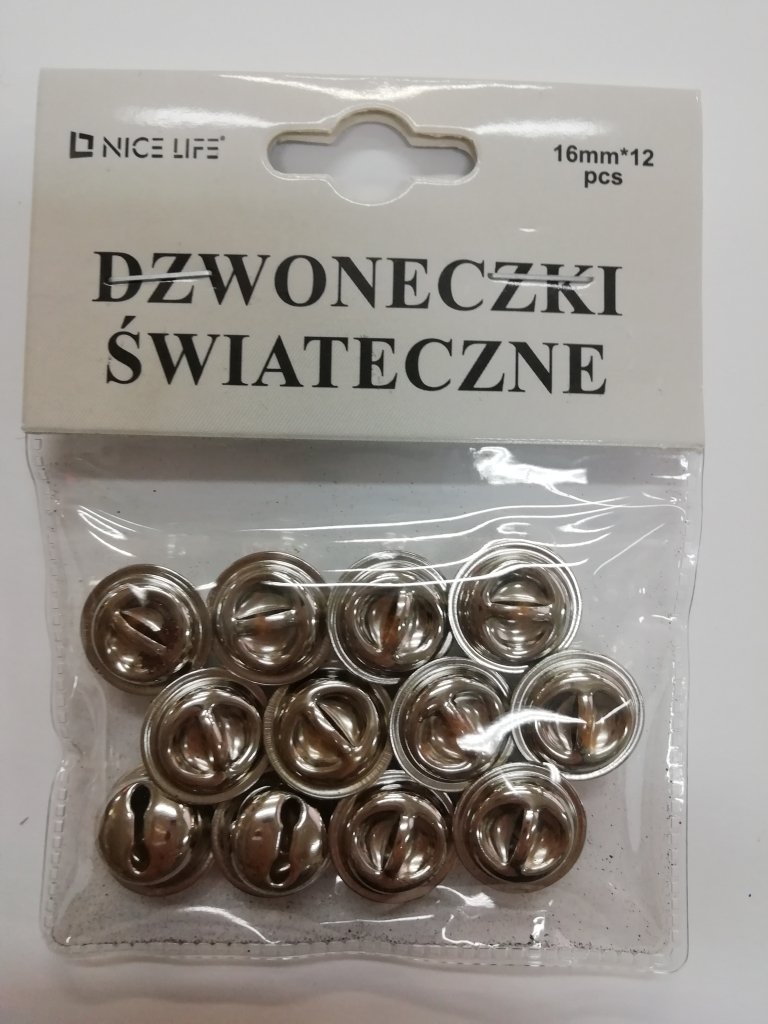 NICE LIFE®
16mm*12
pcs
DZWONECZKI
ŚWIATECZNE